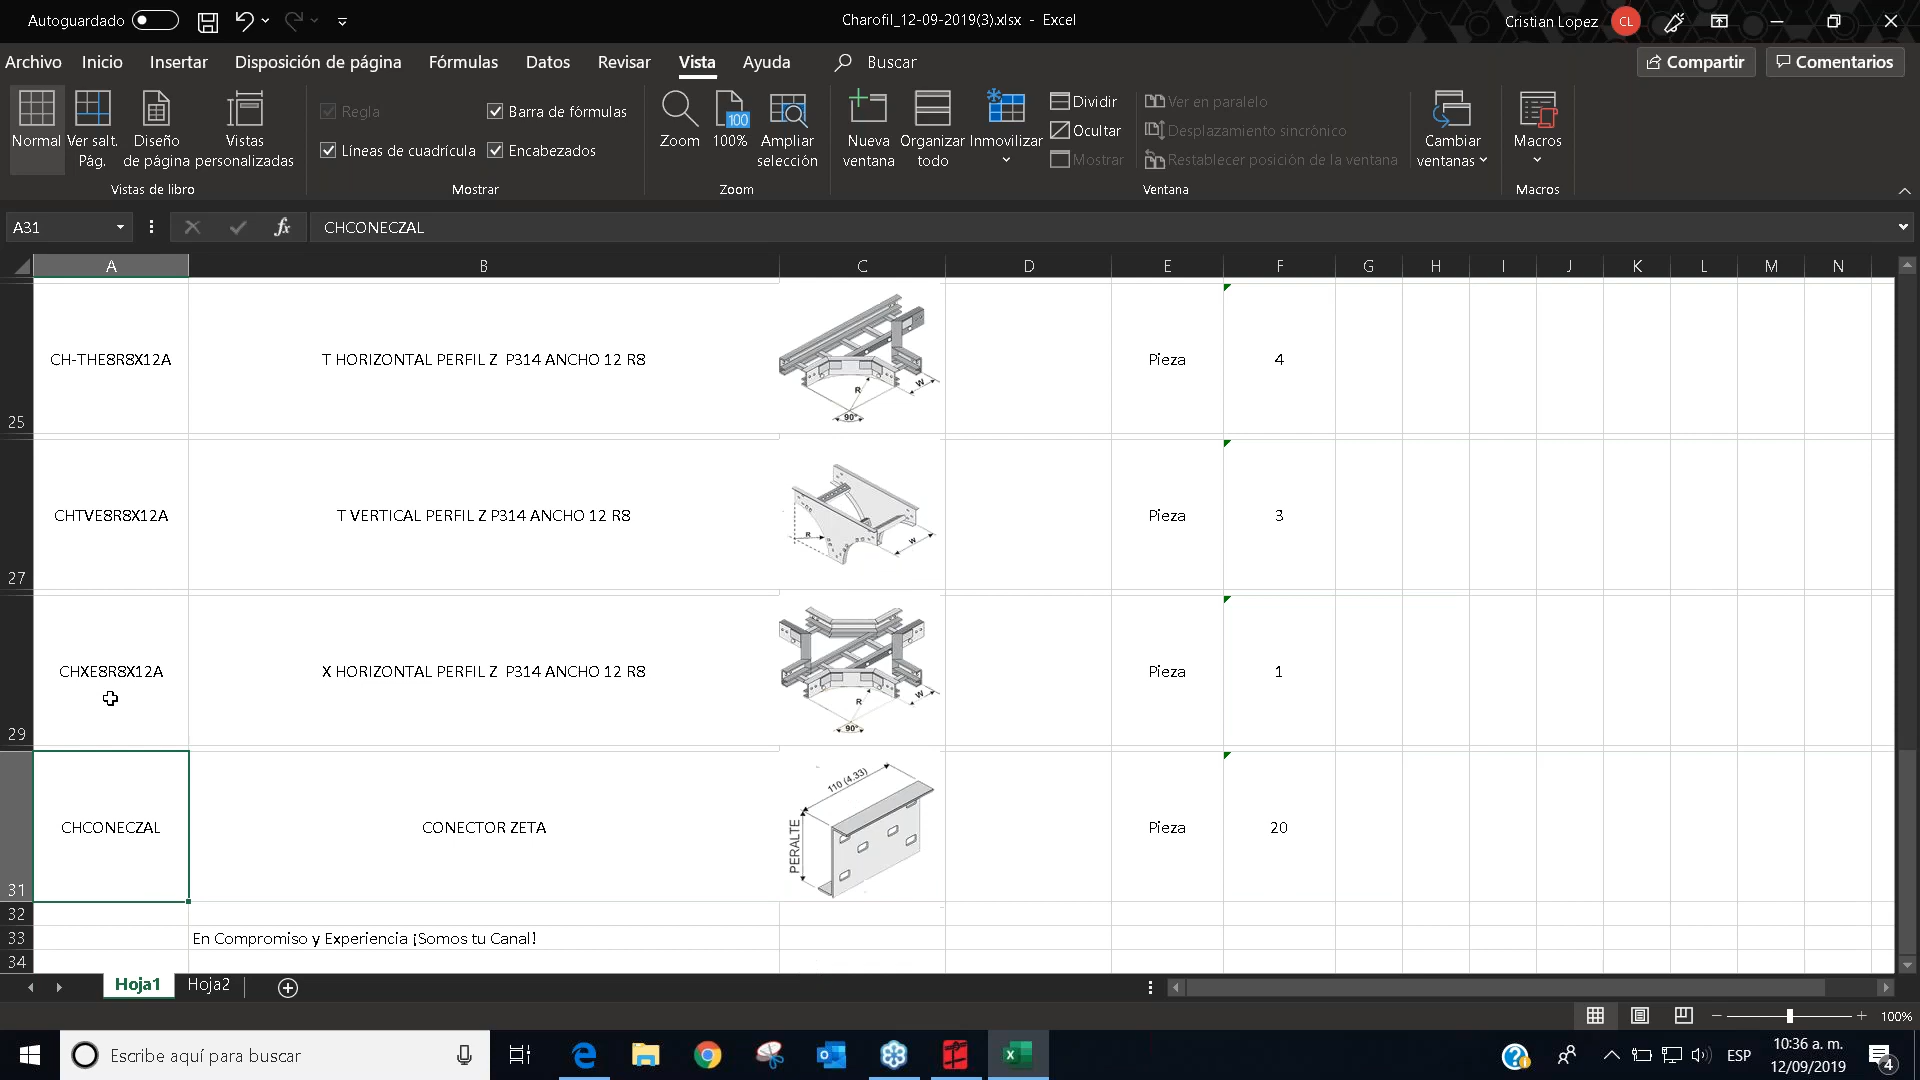 Autoguardado
Charofil_12-09-2019(3).xlsx - Excel
Cristian Lopez CL
Archivo Inicio Insertar Disposición de página Fórmulas Datos Revisar Vista Ayuda Buscar Compartir Comentarios
Normal
Ver salt. Pág.
Diseño de página
Vistas personalizadas
Vistas de libro
Regla
Barra de fórmulas
Líneas de cuadrícula
Encabezados
Mostrar
Zoom
100
100%
Ampliar selección
Zoom
Nueva ventana
Organizar todo
Inmovilizar
Dividir
Ocultar
Mostrar
Ver en paralelo
Desplazamiento sincrónico
Restablecer posición de la ventana
Cambiar ventanas
Ventana
Macros
Macros
A31 fx CHCONECZAL
A B C D E F G H I J K L M N
25 CH-THE8R8X12A T HORIZONTAL PERFIL Z P314 ANCHO 12 R8 R W 90° Pieza 4
27 CHTVE8R8X12A T VERTICAL PERFIL Z P314 ANCHO 12 R8 R W Pieza 3
29 CHXE8R8X12A X HORIZONTAL PERFIL Z P314 ANCHO 12 R8 R W 90° Pieza 1
31 CHCONECZAL CONECTOR ZETA 110 (4.33) PERALTE Pieza 20
32
33 En Compromiso y Experiencia ¡Somos tu Canal!
34
Hoja1 Hoja2
100%
Escribe aquí para buscar
ESP
10:36 a. m.
12/09/2019
4